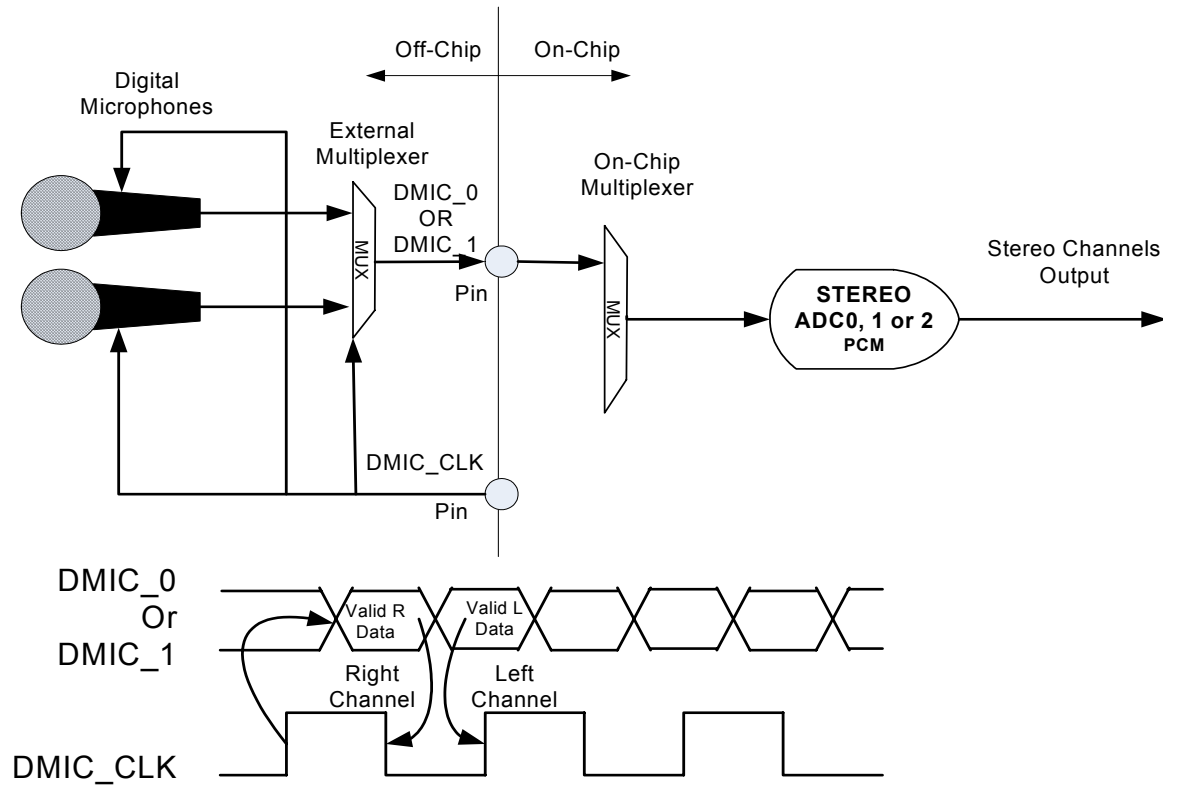 Off-Chip
On-Chip
Digital
Microphones
External
Multiplexer
On-Chip
Multiplexer
DMIC_0
OR
DMIC_1
MUX
Pin
MUX
STEREO
ADC0, 1 or 2
PCM
Stereo Channels
Output
DMIC_CLK
Pin
DMIC_0
Or
DMIC_1
Valid R
Data
Valid L
Data
Right
Channel
Left
Channel
DMIC_CLK